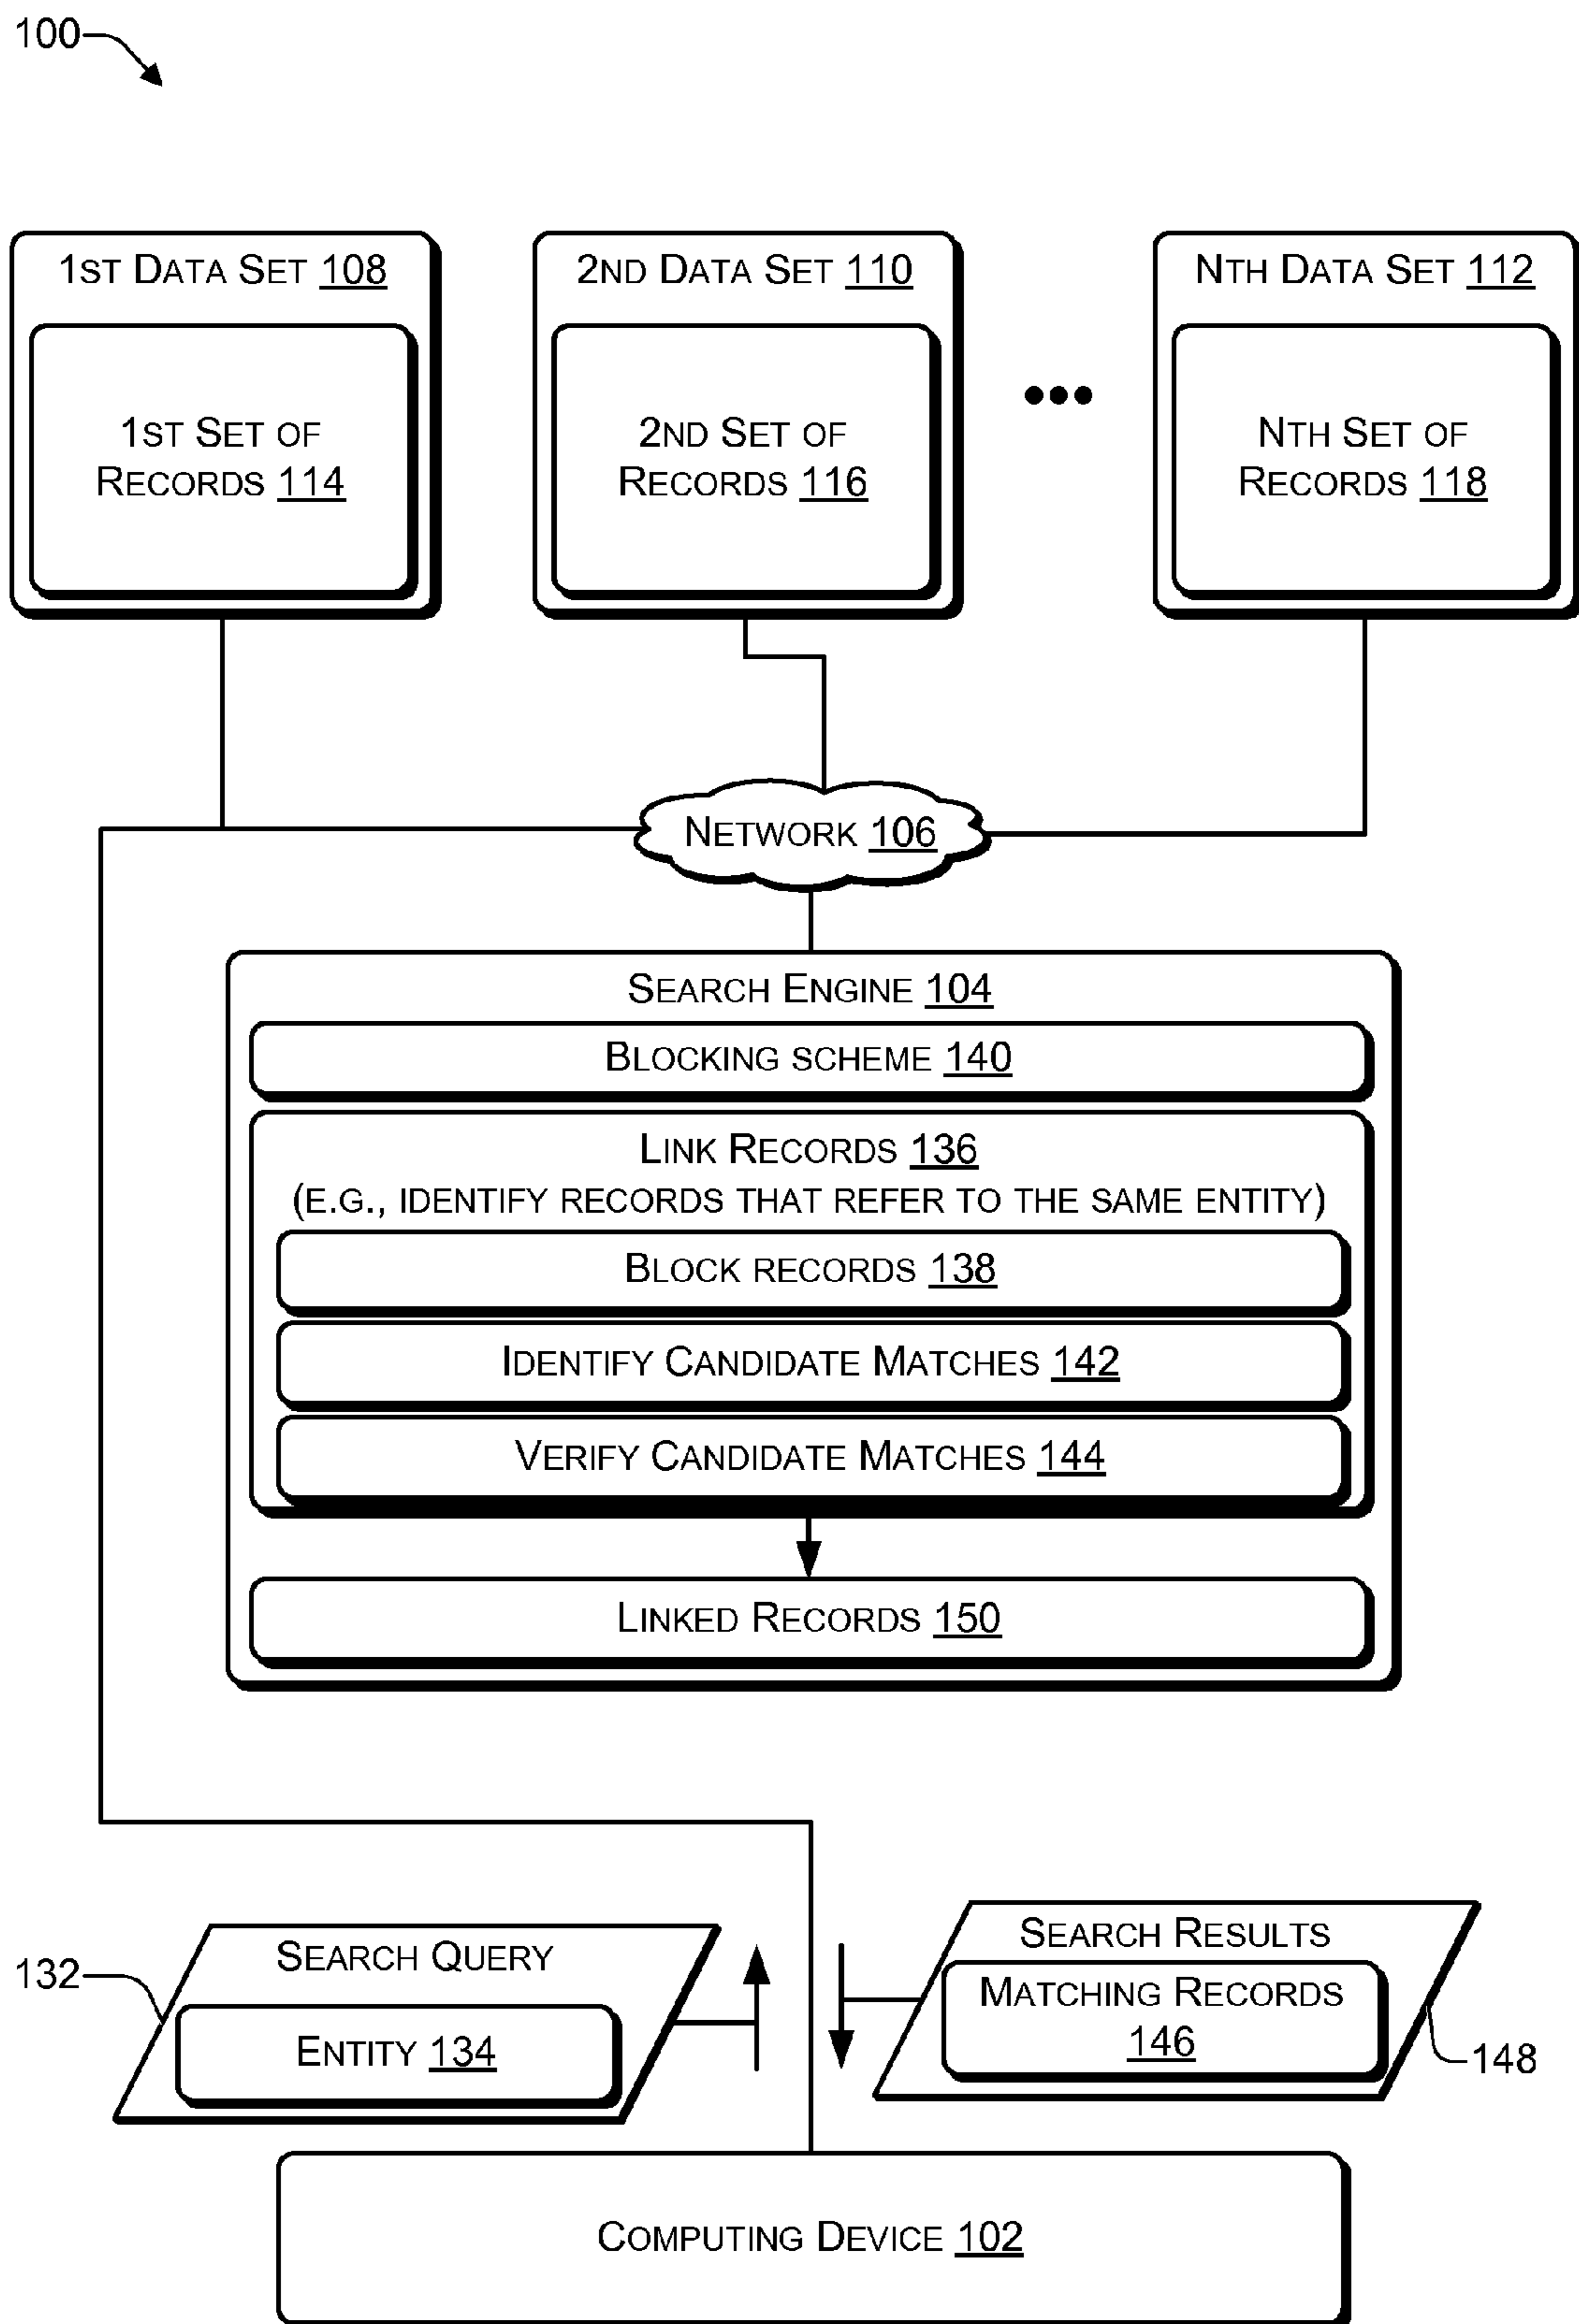 100
1ST DATA SET 108
1ST SET OF
RECORDS 114
2ND DATA SET 110
2ND SET OF
RECORDS 116
NTH DATA SET 112
NTH SET OF
RECORDS 118
NETWORK 106
SEARCH ENGINE 104
BLOCKING SCHEME 140
LINK RECORDS 136
(E.G., IDENTIFY RECORDS THAT REFER TO THE SAME ENTITY)
BLOCK RECORDS 138
IDENTIFY CANDIDATE MATCHES 142
VERIFY CANDIDATE MATCHES 144
LINKED RECORDS 150
132
SEARCH QUERY
ENTITY 134
SEARCH RESULTS
MATCHING RECORDS
146
148
COMPUTING DEVICE 102